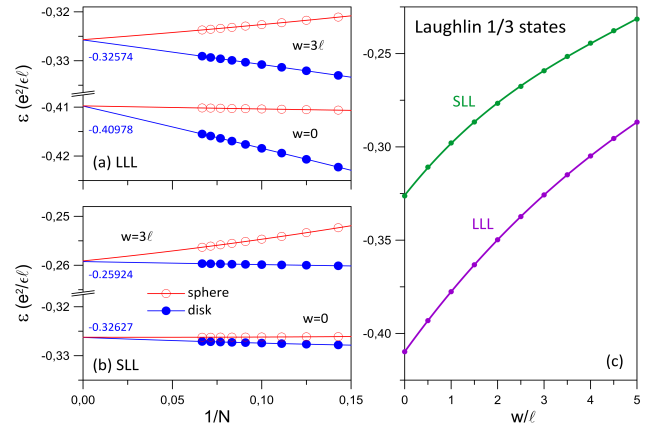 -0,32
w=3ℓ
-0,33
-0.32574
-0,41
-0.40978
w=0
-0,42
(a) LLL
ε (e²/εℓ)
-0,25
w=3ℓ
-0,26
-0.25924
sphere
disk
-0,32
-0.32627
w=0
-0,33
(b) SLL
ε (e²/ϵℓ)
0,00
0,05
0,10
0,15
1/N
Laughlin 1/3 states
-0,25
SLL
-0,30
LLL
-0,35
-0,40
(c)
0
1
2
3
4
5
w/ℓ